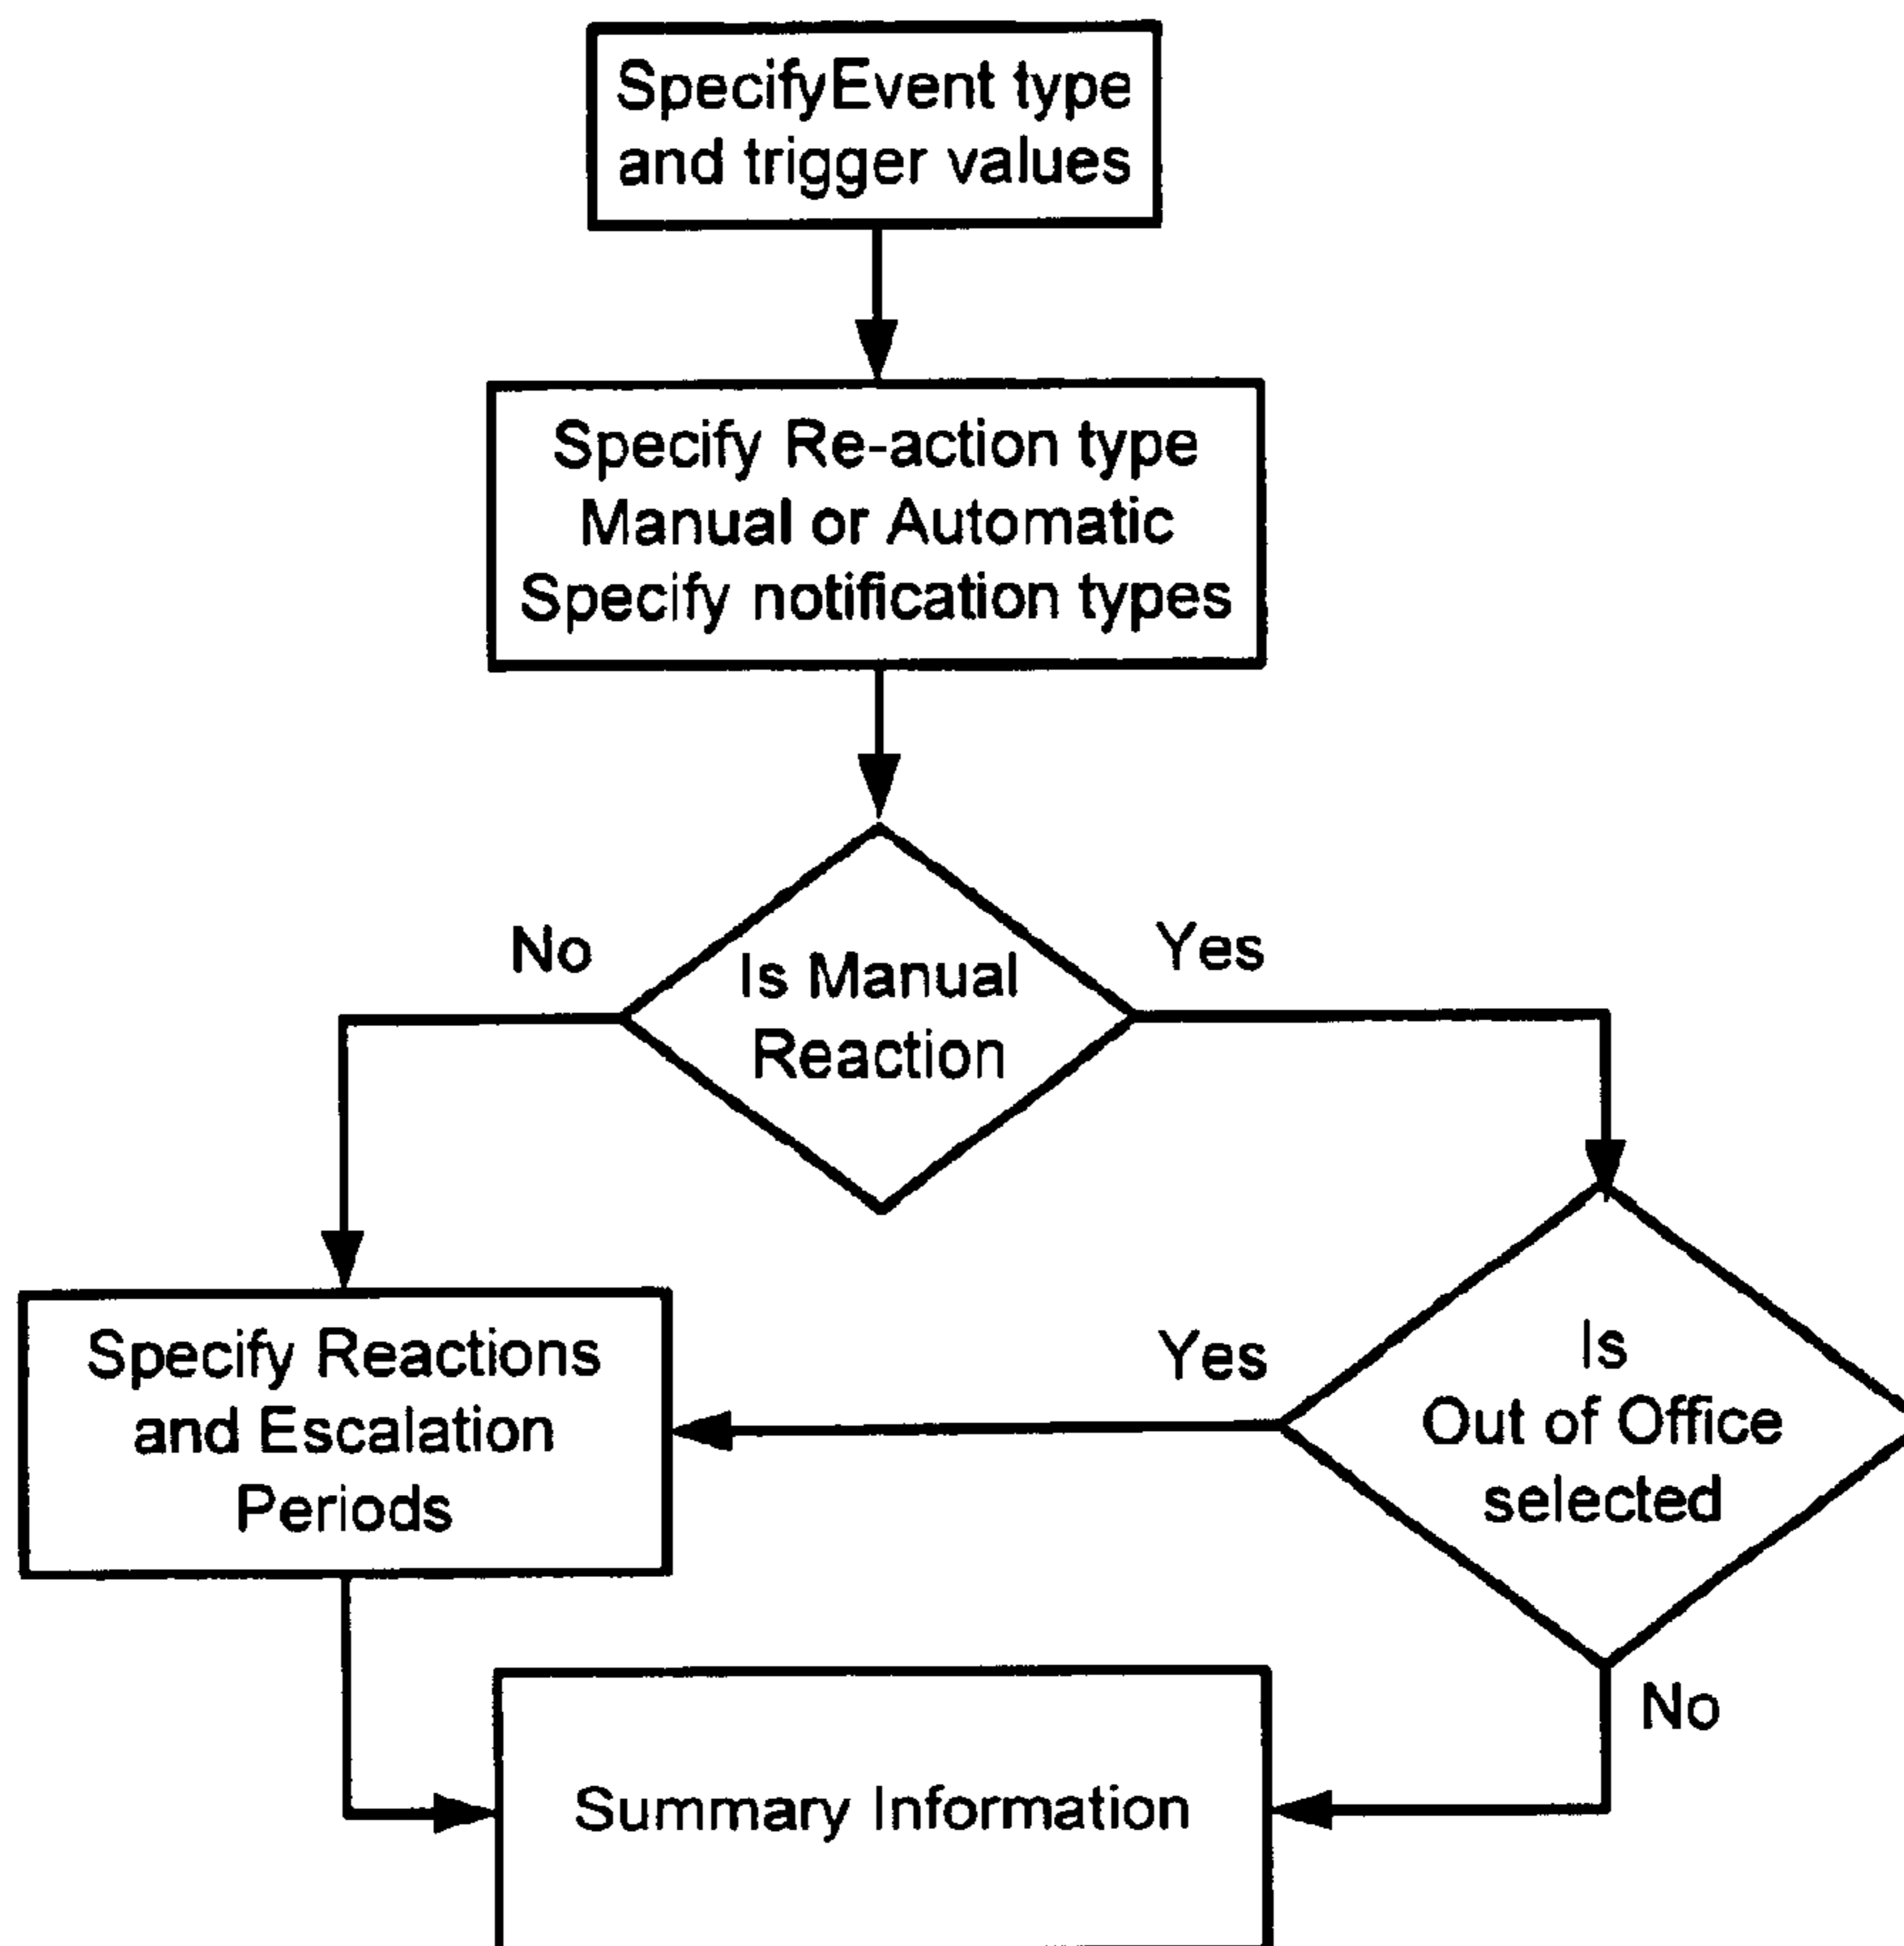 SpecifyEvent type
and trigger values
Specify Re-action type
Manual or Automatic
Specify notification types
No
Is Manual
Reaction
Yes
Specify Reactions
and Escalation
Periods
Yes
Is
Out of Office
selected
No
Summary Information